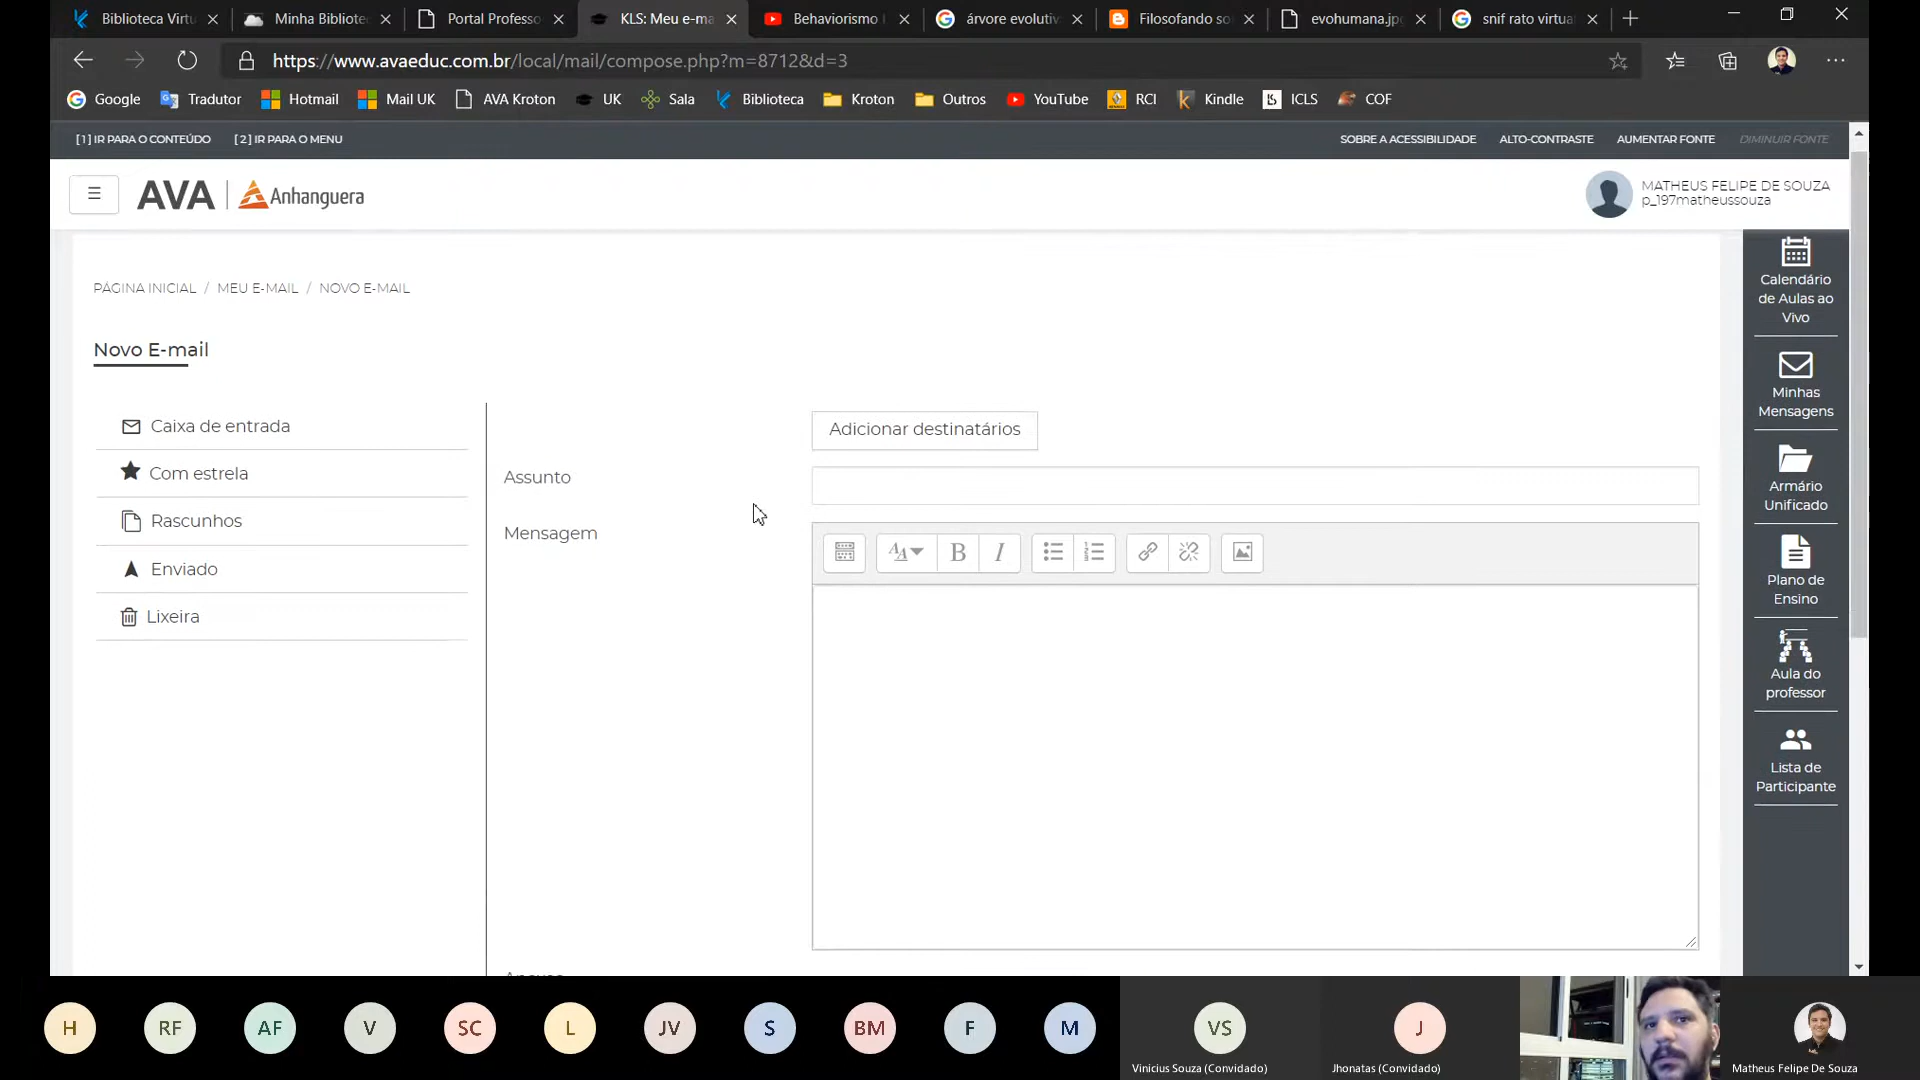 Biblioteca Virtu
Minha Bibliote
Portal Professo
KLS: Meu e-ma
Behaviorismo
árvore evolutiv
Filosofando so
evohumana.jp
snif rato virtua
https://www.avaeduc.com.br/local/mail/compose.php?m=8712&d=3
Google
Tradutor
Hotmail
Mail UK
AVA Kroton
UK
Sala
Biblioteca
Kroton
Outros
YouTube
RCI
Kindle
ICLS
COF
[1] IR PARA O CONTEÚDO
[2] IR PARA O MENU
SOBRE A ACESSIBILIDADE
ALTO-CONTRASTE
AUMENTAR FONTE
DIMINUIR FONTE
AVA
Anhanguera
MATHEUS FELIPE DE SOUZA
p_197matheussouza
PÁGINA INICIAL / MEU E-MAIL / NOVO E-MAIL
Novo E-mail
Caixa de entrada
Com estrela
Rascunhos
Enviado
Lixeira
Adicionar destinatários
Assunto
Mensagem
B
I
Calendário
de Aulas ao
Vivo
Minhas
Mensagens
Armário
Unificado
Plano de
Ensino
Aula do
professor
Lista de
Participante
H
RF
AF
V
SC
L
JV
S
BM
F
M
VS
J
Vinicius Souza (Convidado)
Jhonatas (Convidado)
Matheus Felipe De Souza